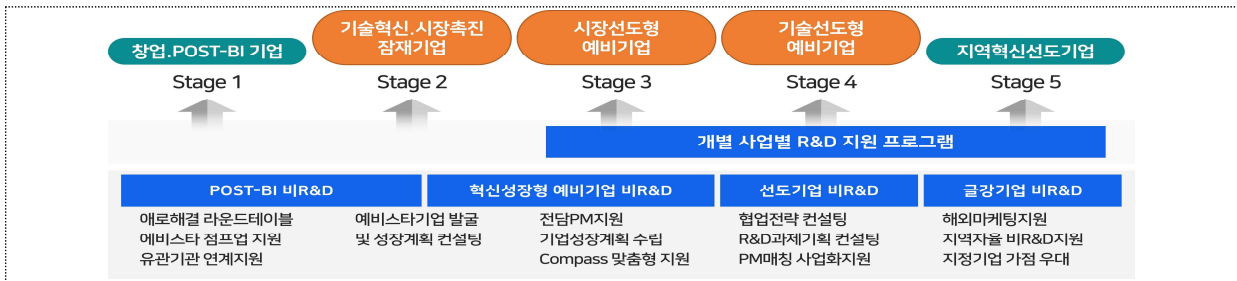 창업.POST-BI 기업
Stage 1
기술혁신.시장촉진
잠재기업
Stage 2
시장선도형
예비기업
Stage 3
기술선도형
예비기업
Stage 4
지역혁신선도기업
Stage 5
개별 사업별 R&D 지원 프로그램
POST-BI 비R&D
애로해결 라운드테이블
에비스타 점프업 지원
유관기관 연계지원
예비스타기업 발굴
및 성장계획 컨설팅
혁신성장형 예비기업 비R&D
전담PM지원
기업성장계획 수립
Compass 맞춤형 지원
선도기업 비R&D
협업전략 컨설팅
R&D과제기획 컨설팅
PM매칭 사업화지원
글강기업 비R&D
해외마케팅지원
지역자율 비R&D지원
지정기업 가점 우대